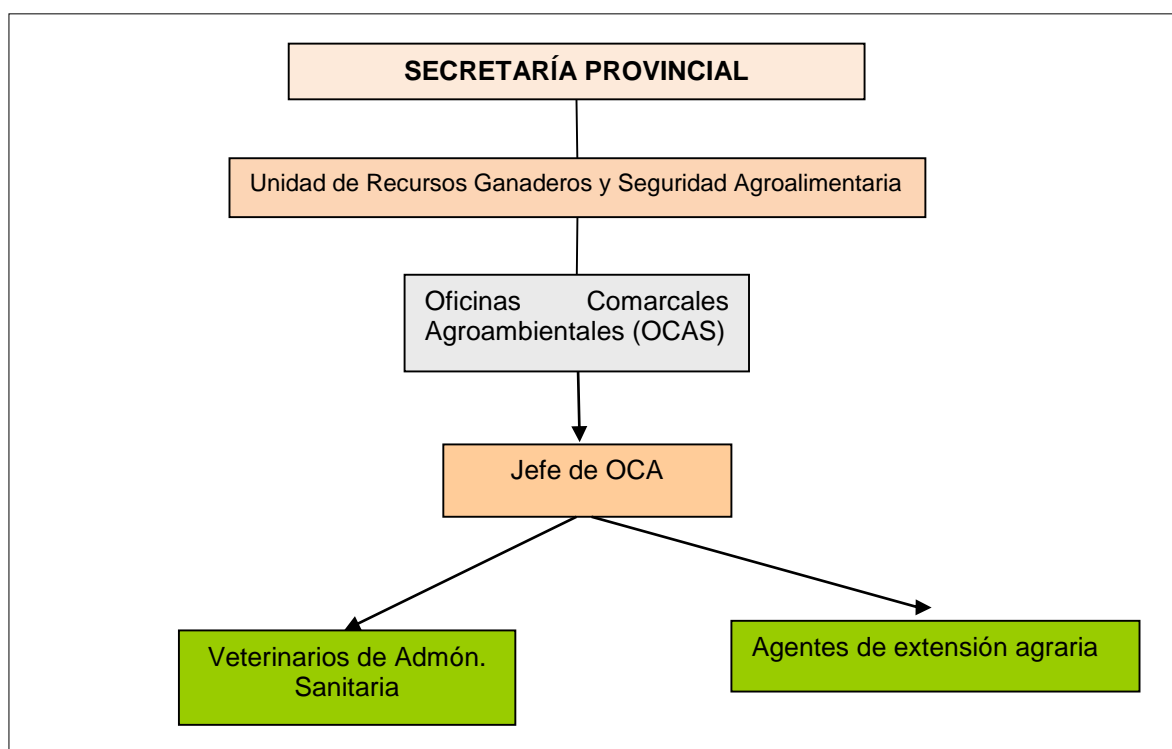 SECRETARÍA PROVINCIAL
Unidad de Recursos Ganaderos y Seguridad Agroalimentaria
Oficinas Comarcales
Agroambientales (OCAS)
Jefe de OCA
Veterinarios de Admón.
Sanitaria
Agentes de extensión agraria